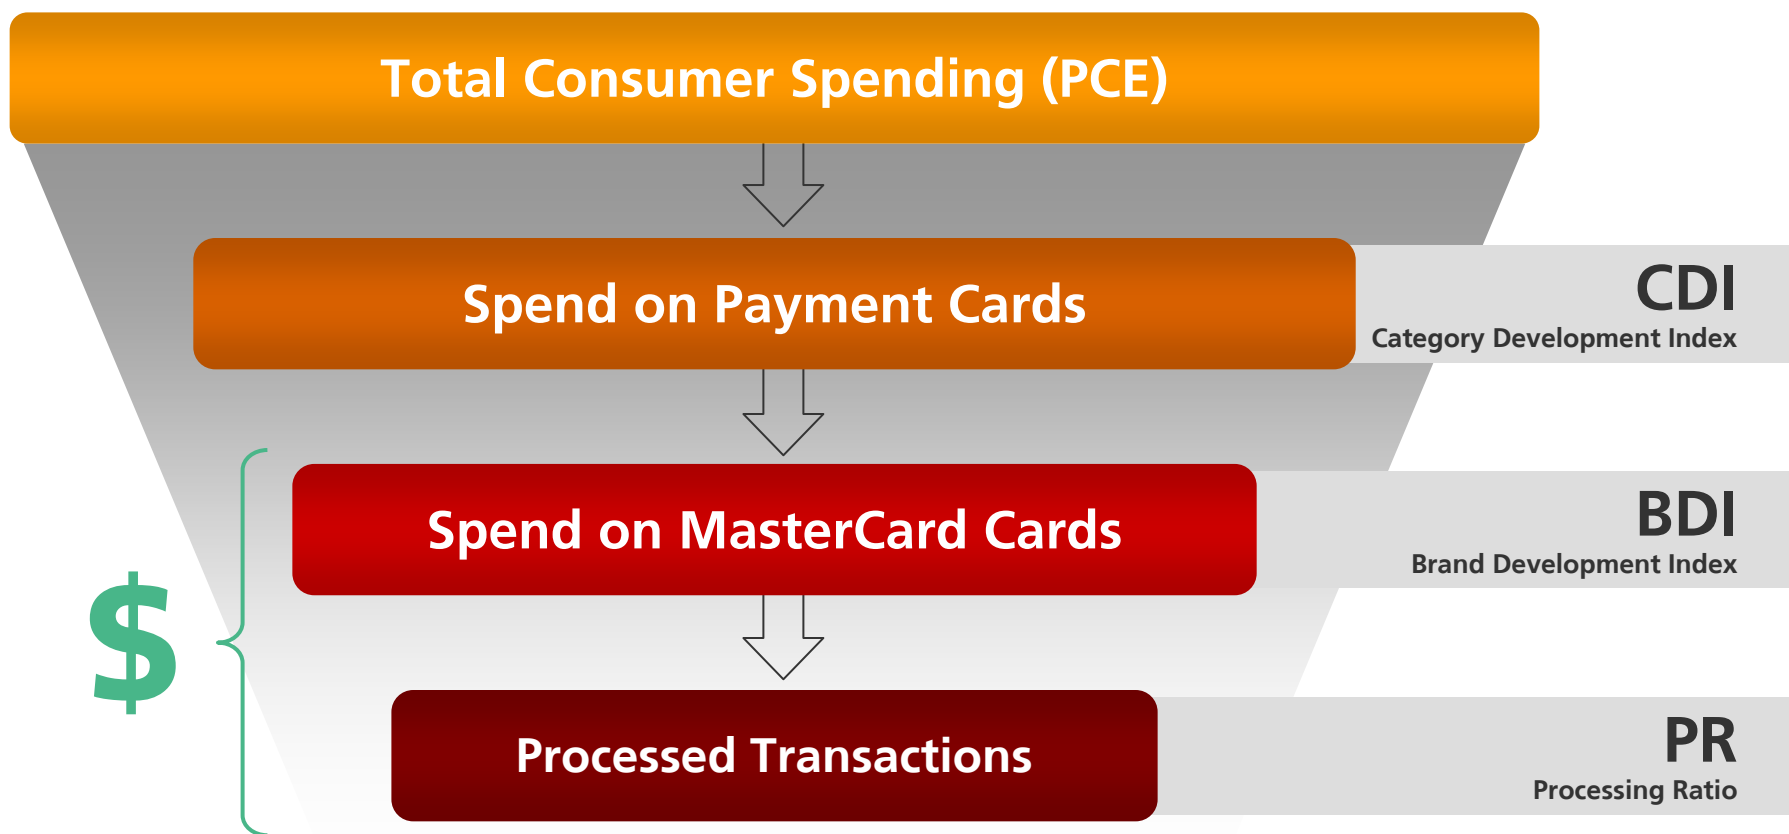 Total Consumer Spending (PCE)
Spend on Payment Cards
CDI
Category Development Index
Spend on MasterCard Cards
BDI
Brand Development Index
$
Processed Transactions
PR
Processing Ratio